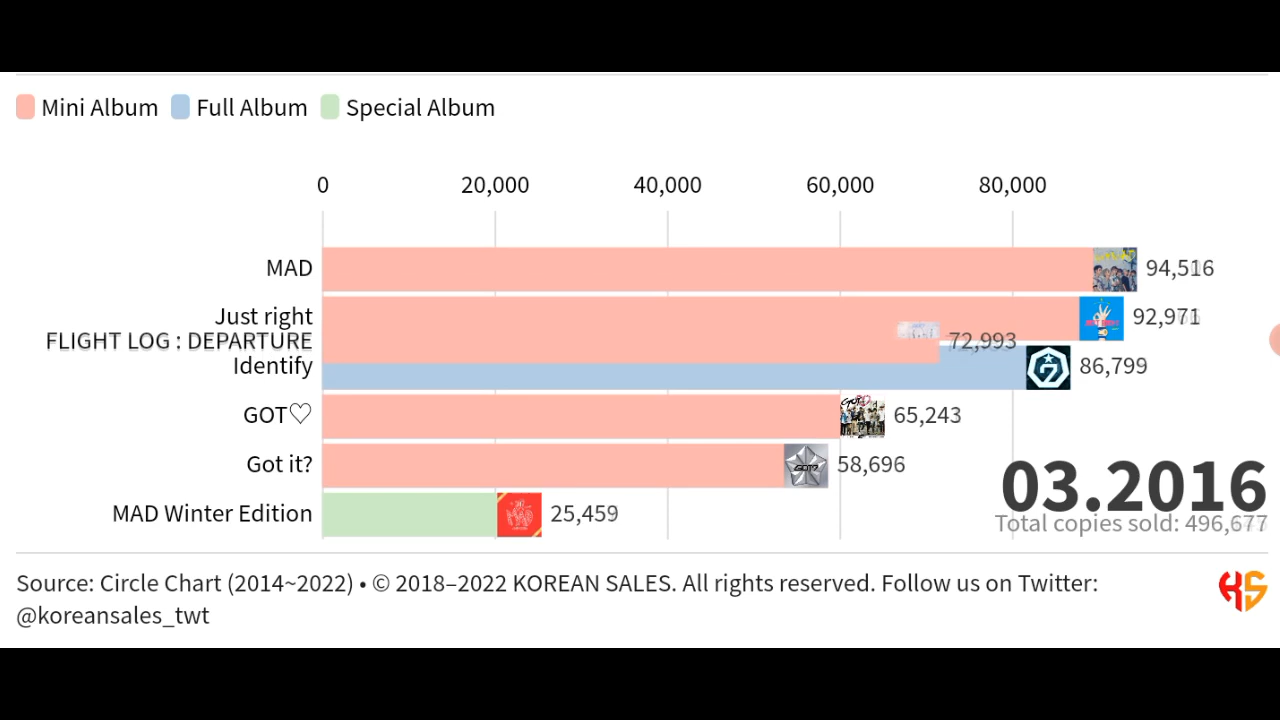 Mini Album Full Album Special Album
0 20,000 40,000 60,000 80,000
MAD 94,516
Just right 92,971
FLIGHT LOG : DEPARTURE 72,993
Identify 86,799
GOT♡ 65,243
Got it? 58,696
MAD Winter Edition 25,459
03.2016
Total copies sold: 496,677
Source: Circle Chart (2014~2022) • © 2018–2022 KOREAN SALES. All rights reserved. Follow us on Twitter:
@koreansales_twt
KS